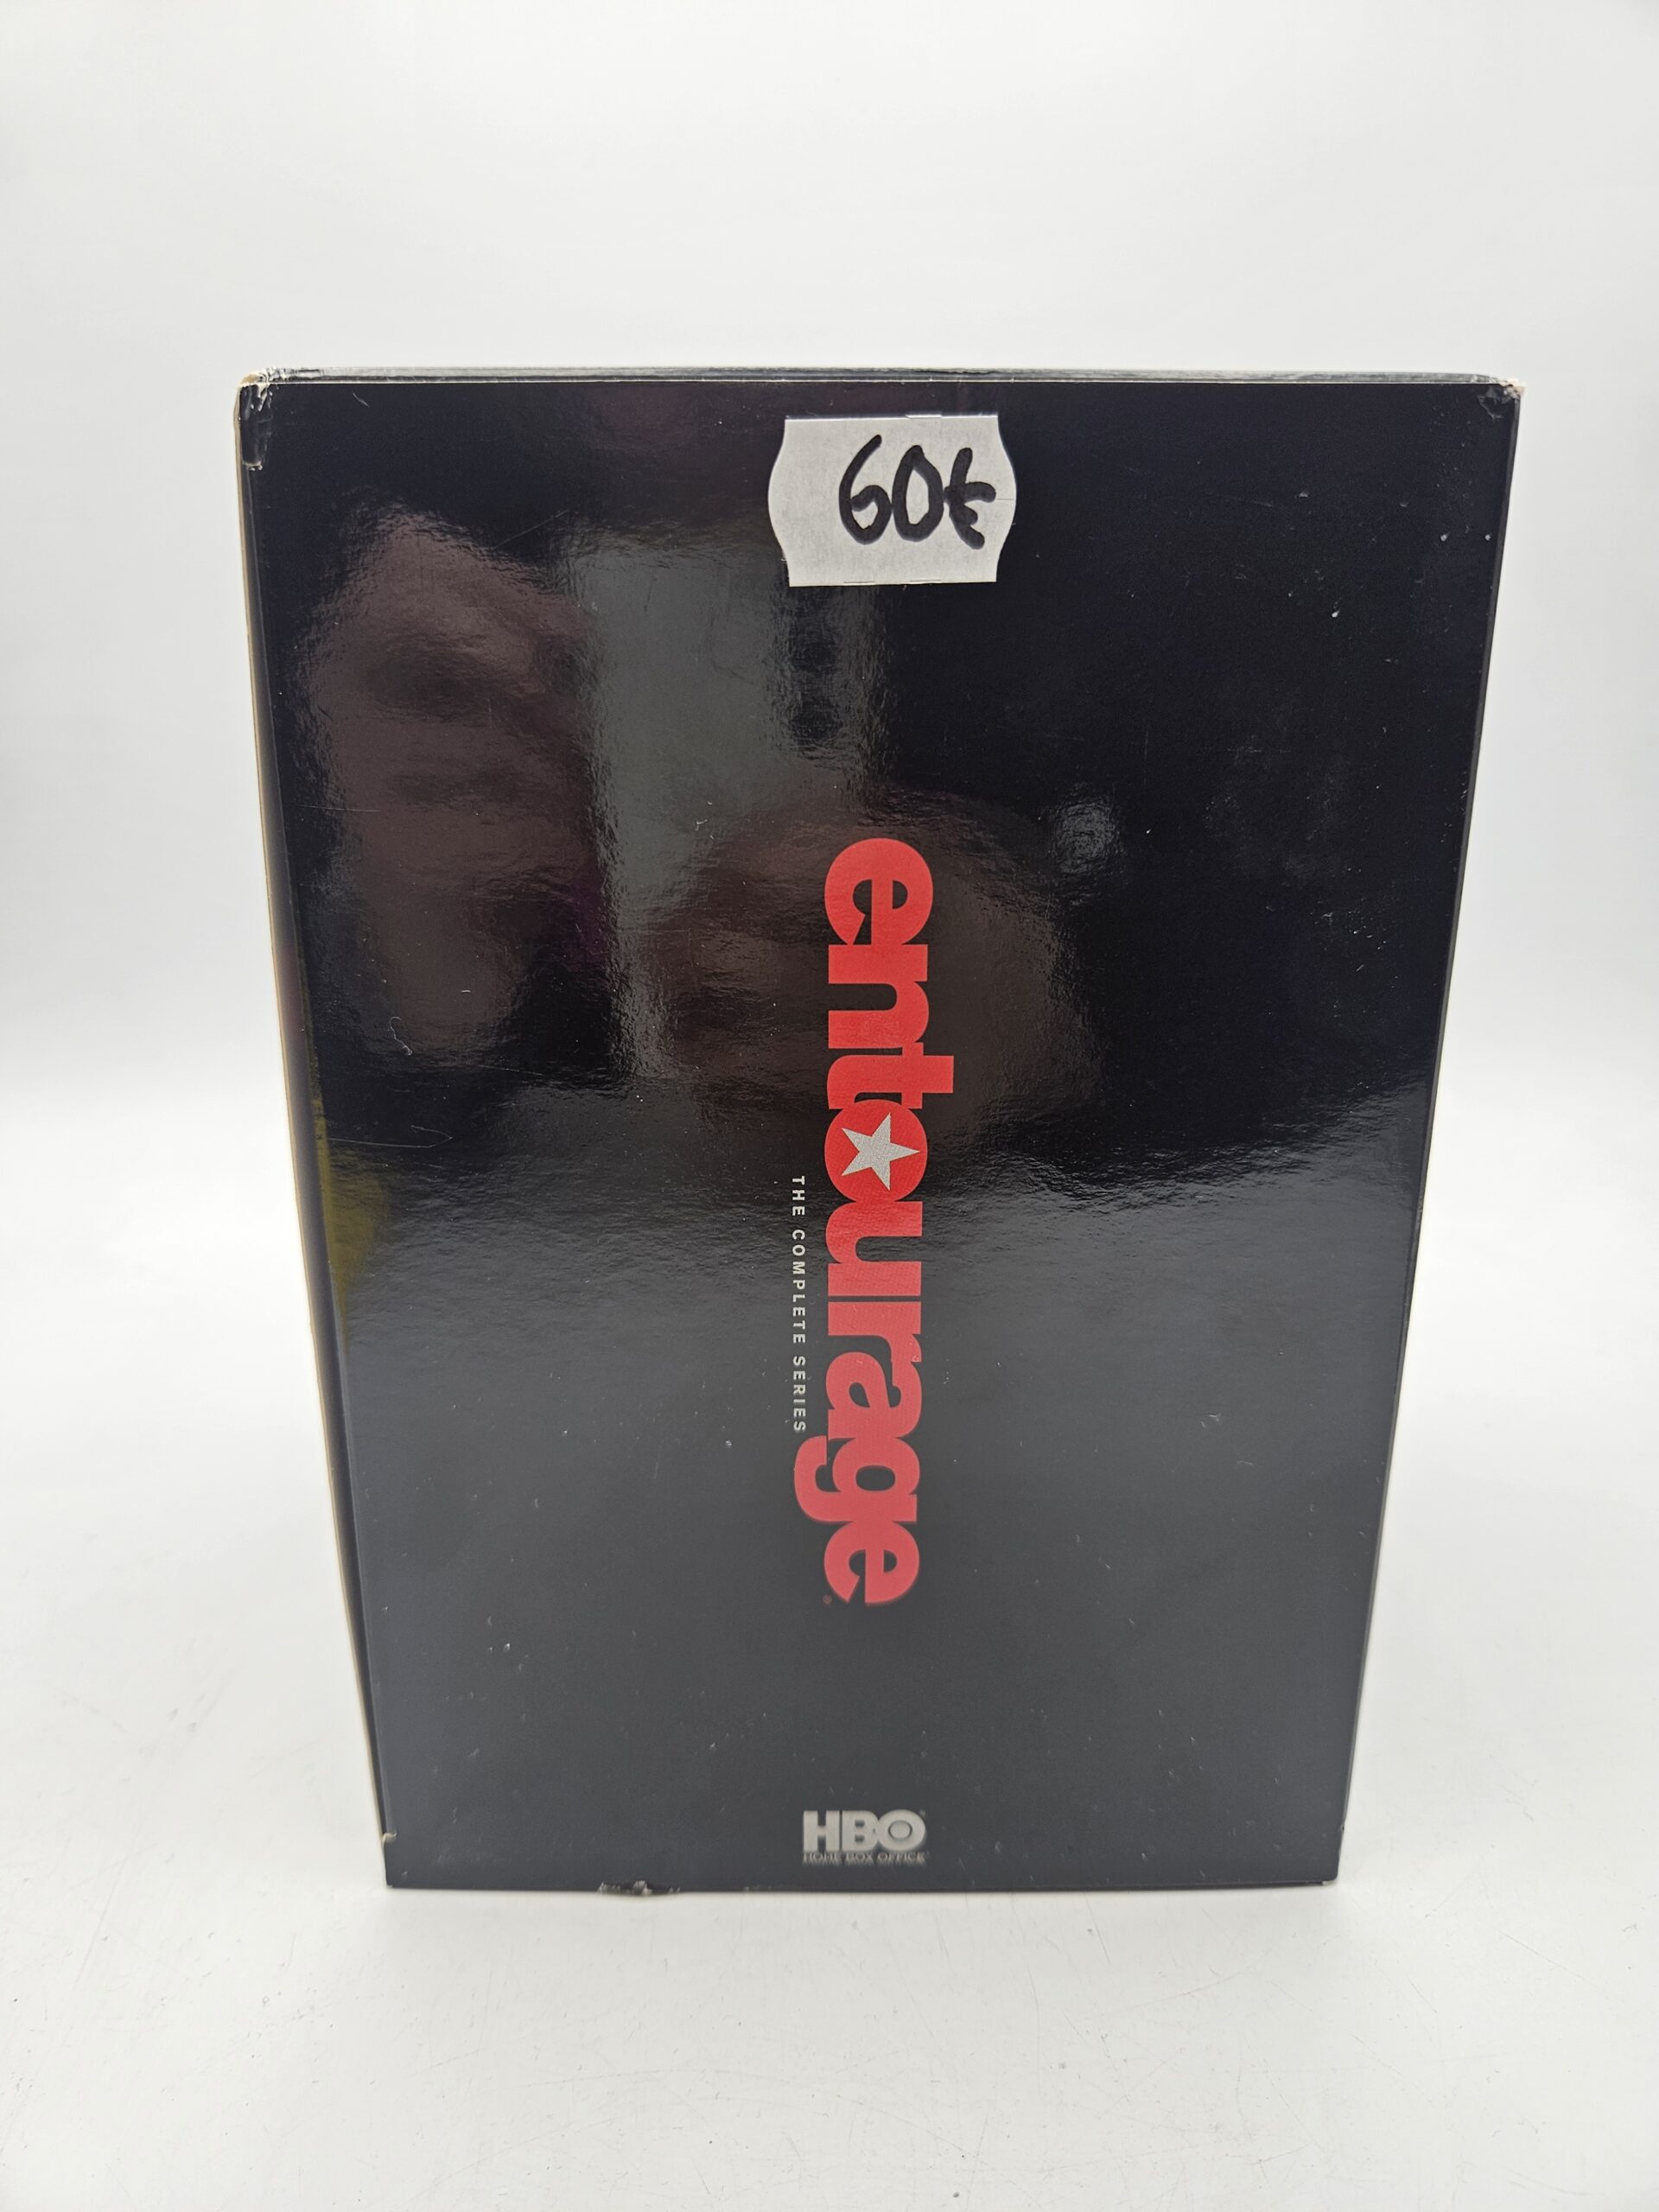 60€
entourage
THE COMPLETE SERIES
HBO
HOME BOX OFFICE